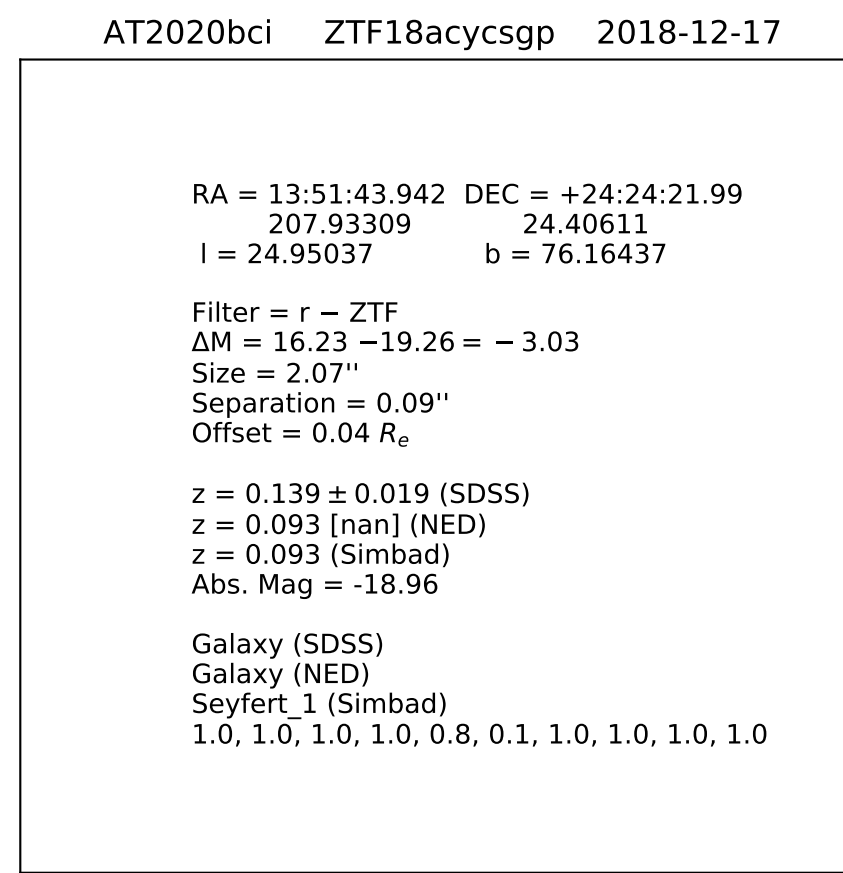 AT2020bci ZTF18acycsgp 2018-12-17
RA = 13:51:43.942 DEC = +24:24:21.99
207.93309 24.40611
l = 24.95037 b = 76.16437
Filter = r − ZTF
ΔM = 16.23 −19.26 = − 3.03
Size = 2.07''
Separation = 0.09''
Offset = 0.04 Re
z = 0.139 ± 0.019 (SDSS)
z = 0.093 [nan] (NED)
z = 0.093 (Simbad)
Abs. Mag = -18.96
Galaxy (SDSS)
Galaxy (NED)
Seyfert_1 (Simbad)
1.0, 1.0, 1.0, 1.0, 0.8, 0.1, 1.0, 1.0, 1.0, 1.0